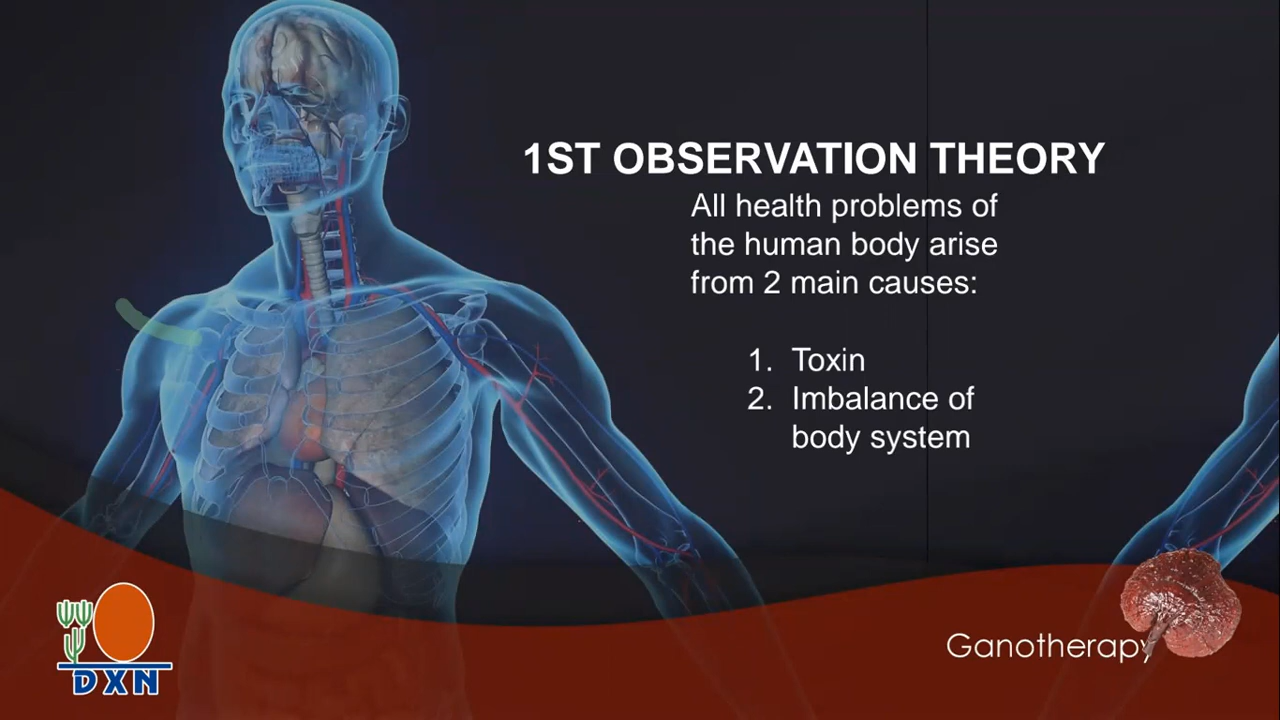 1ST OBSERVATION THEORY
All health problems of
the human body arise
from 2 main causes:
1. Toxin
2. Imbalance of
body system
Ganotherapy
DXN